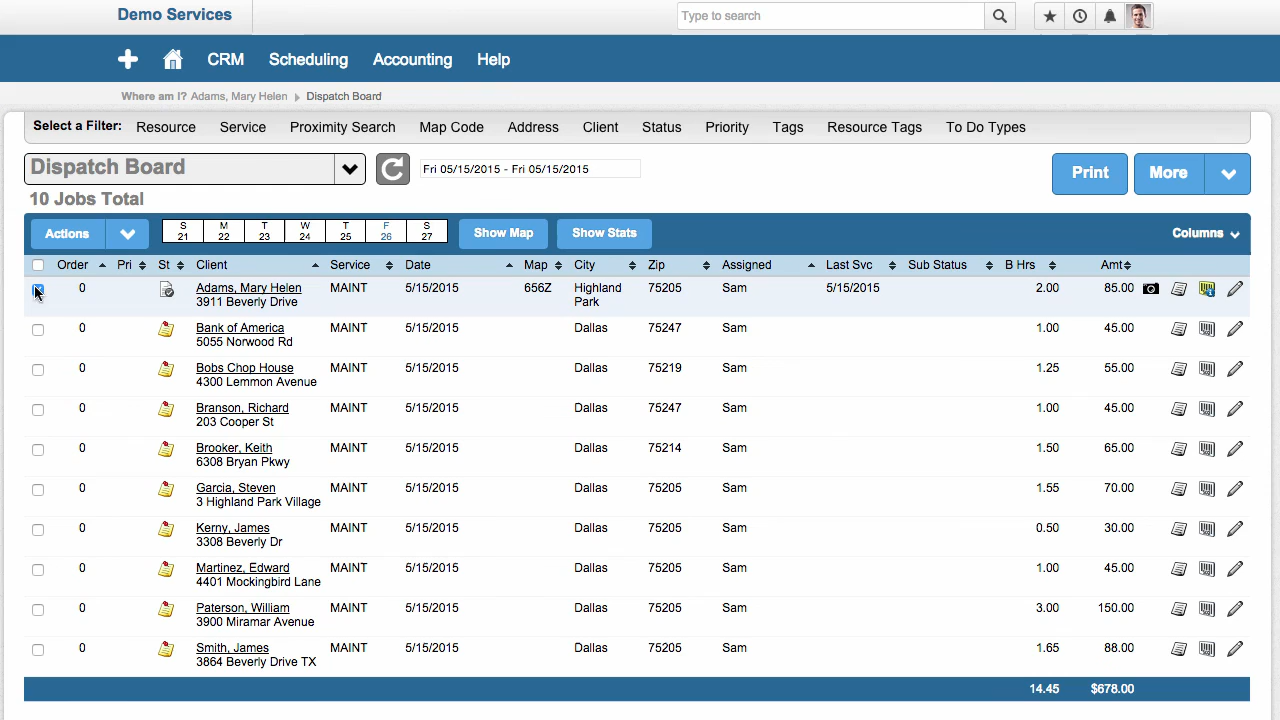 Demo Services
Type to search
CRM Scheduling Accounting Help
Where am I? Adams, Mary Helen Dispatch Board
Select a Filter: Resource Service Proximity Search Map Code Address Client Status Priority Tags Resource Tags To Do Types
Dispatch Board Fri 05/15/2015 - Fri 05/15/2015 Print More
10 Jobs Total
Actions S 21 M 22 T 23 W 24 T 25 F 26 S 27 Show Map Show Stats Columns
Order Pri St Client Service Date Map City Zip Assigned Last Svc Sub Status B Hrs Amt
0 Adams, Mary Helen MAINT 5/15/2015 656Z Highland 75205 Sam 5/15/2015 2.00 85.00
3911 Beverly Drive Park
0 Bank of America MAINT 5/15/2015 Dallas 75247 Sam 1.00 45.00
5055 Norwood Rd
0 Bobs Chop House MAINT 5/15/2015 Dallas 75219 Sam 1.25 55.00
4300 Lemmon Avenue
0 Branson, Richard MAINT 5/15/2015 Dallas 75247 Sam 1.00 45.00
203 Cooper St
0 Brooker, Keith MAINT 5/15/2015 Dallas 75214 Sam 1.50 65.00
6308 Bryan Pkwy
0 Garcia, Steven MAINT 5/15/2015 Dallas 75205 Sam 1.55 70.00
3 Highland Park Village
0 Kerny, James MAINT 5/15/2015 Dallas 75205 Sam 0.50 30.00
3308 Beverly Dr
0 Martinez, Edward MAINT 5/15/2015 Dallas 75205 Sam 1.00 45.00
4401 Mockingbird Lane
0 Paterson, William MAINT 5/15/2015 Dallas 75205 Sam 3.00 150.00
3900 Miramar Avenue
0 Smith, James MAINT 5/15/2015 Dallas 75205 Sam 1.65 88.00
3864 Beverly Drive TX
14.45 $678.00